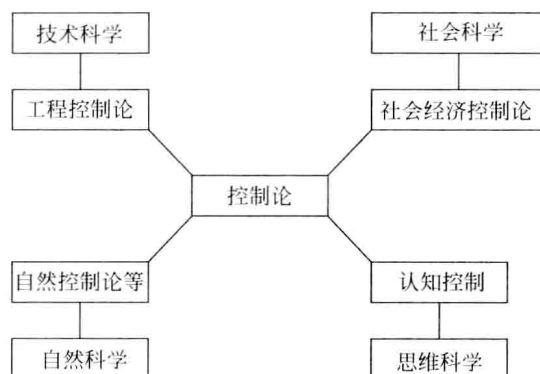 技术科学
社会科学
工程控制论
社会经济控制论
控制论
自然控制论等
认知控制
自然科学
思维科学